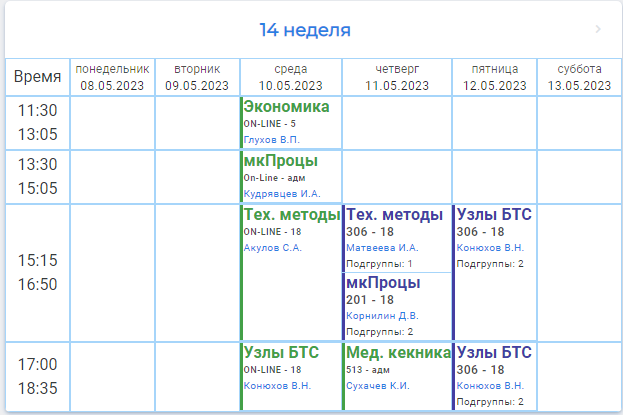 14 неделя
Время
понедельник
08.05.2023
вторник
09.05.2023
среда
10.05.2023
четверг
11.05.2023
пятница
12.05.2023
суббота
13.05.2023
11:30
13:05
Экономика
ON-LINE - 5
Глухов В.П.
13:30
15:05
мкПроцы
On-Line - адм
Кудрявцев И.А.
15:15
16:50
Тех. методы
ON-LINE - 18
Акулов С.А.
Тех. методы
306 - 18
Матвеева И.А.
Подгруппы: 1
мкПроцы
201 - 18
Корнилин Д.В.
Подгруппы: 2
Узлы БТС
306 - 18
Конюхов В.Н.
Подгруппы: 2
17:00
18:35
Узлы БТС
ON-LINE - 18
Конюхов В.Н.
Мед. кекника
513 - адм
Сухачев К.И.
Узлы БТС
306 - 18
Конюхов В.Н.
Подгруппы: 2